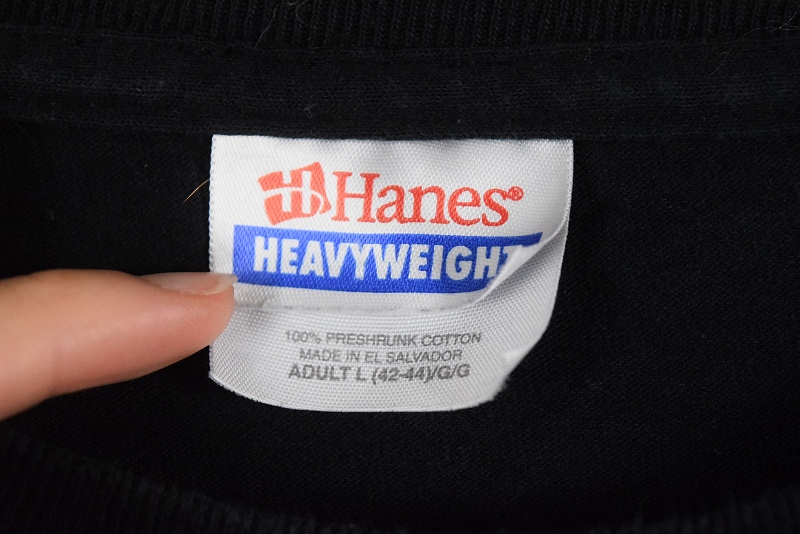 Hanes®
HEAVYWEIGHT
100% PRESHRUNK COTTON
MADE IN EL SALVADOR
ADULT L (42-44)/G/G